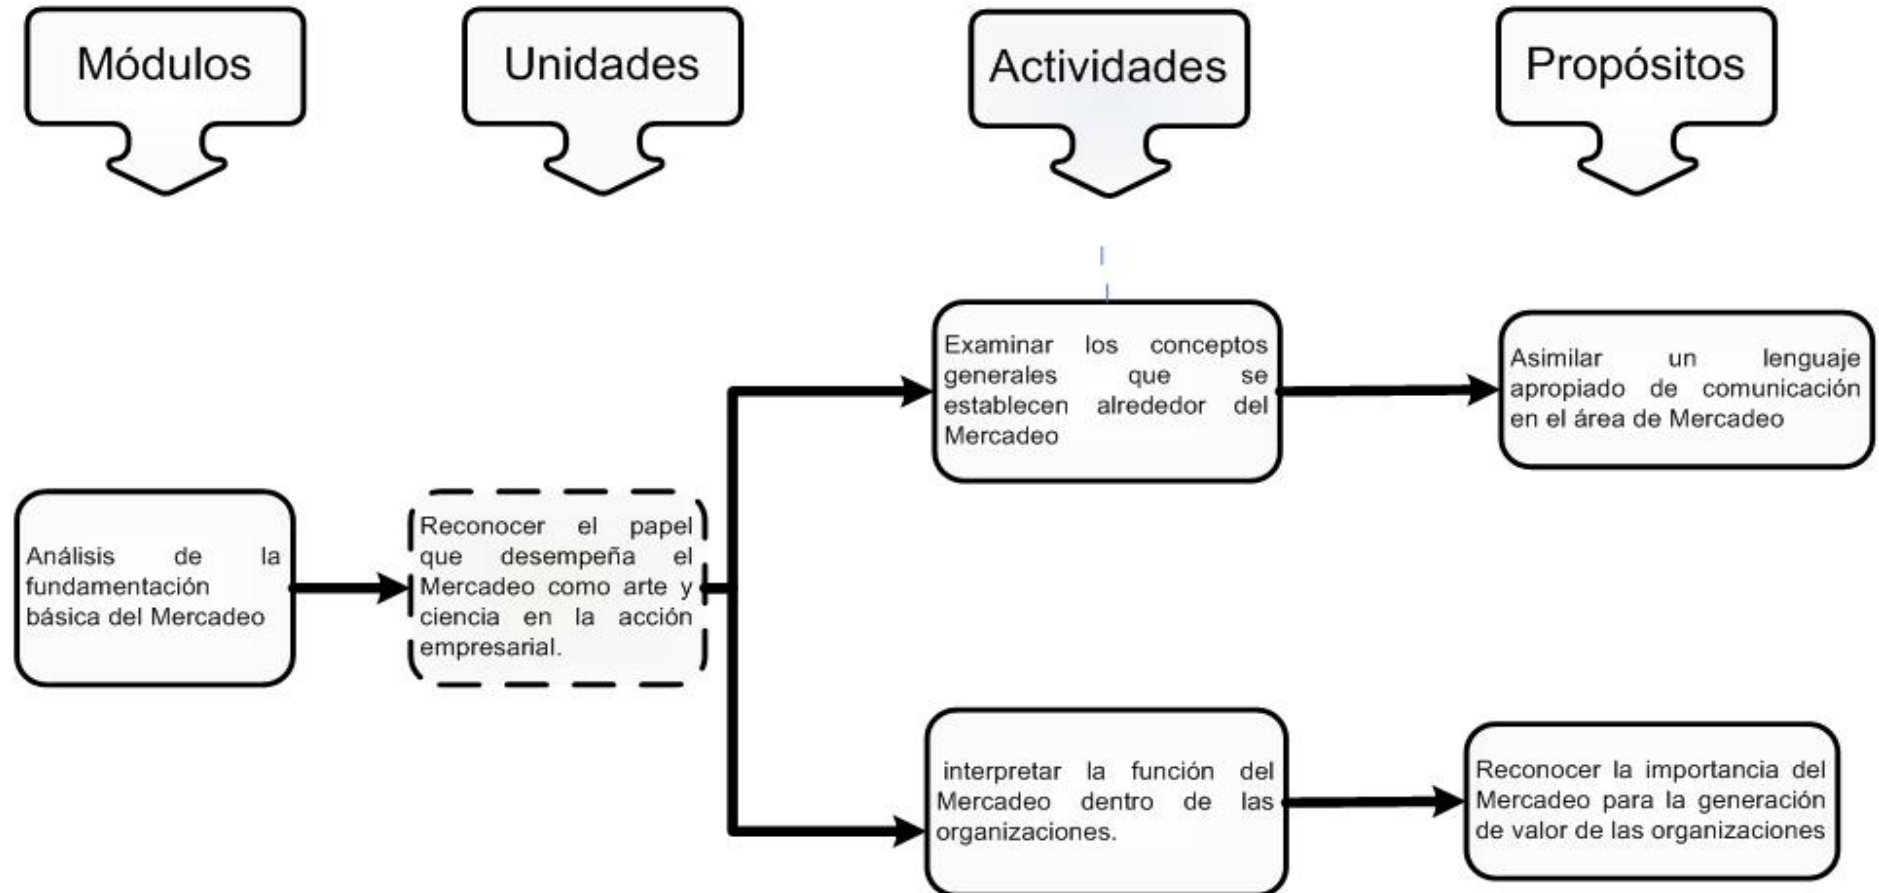 Módulos
Unidades
Actividades
Propósitos
Examinar los conceptos
generales que se
establecen alrededor del
Mercadeo
Asimilar un lenguaje
apropiado de comunicación
en el área de Mercadeo
Análisis de la
fundamentación
básica del Mercadeo
Reconocer el papel
que desempeña el
Mercadeo como arte y
ciencia en la acción
empresarial.
interpretar la función del
Mercadeo dentro de las
organizaciones.
Reconocer la importancia del
Mercadeo para la generación
de valor de las organizaciones